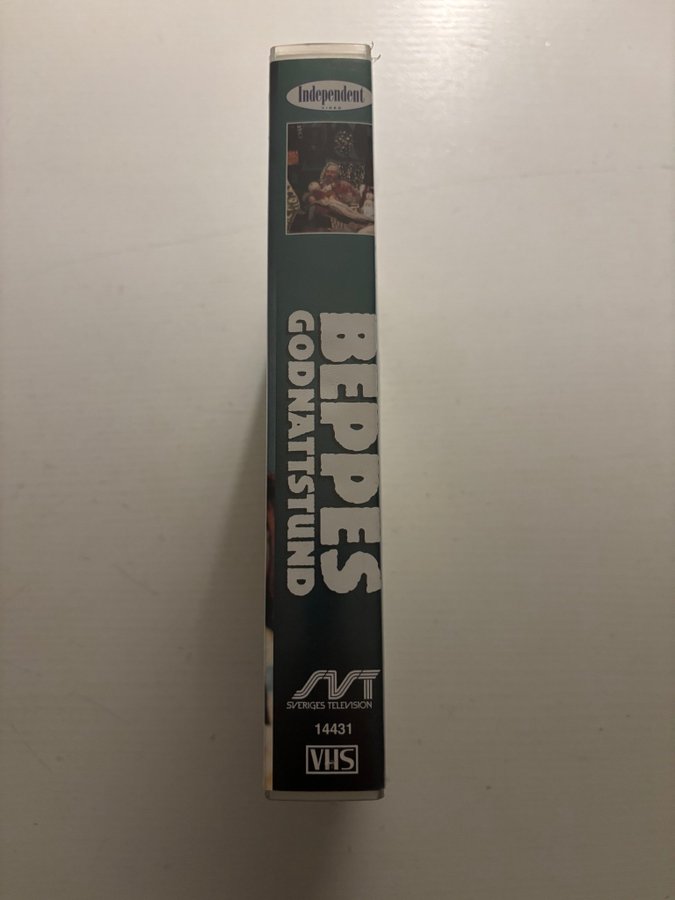 Independent
VIDEO
BEPPES
GODNATTSTUND
SVT
SVERIGES TELEVISION
14431
VHS